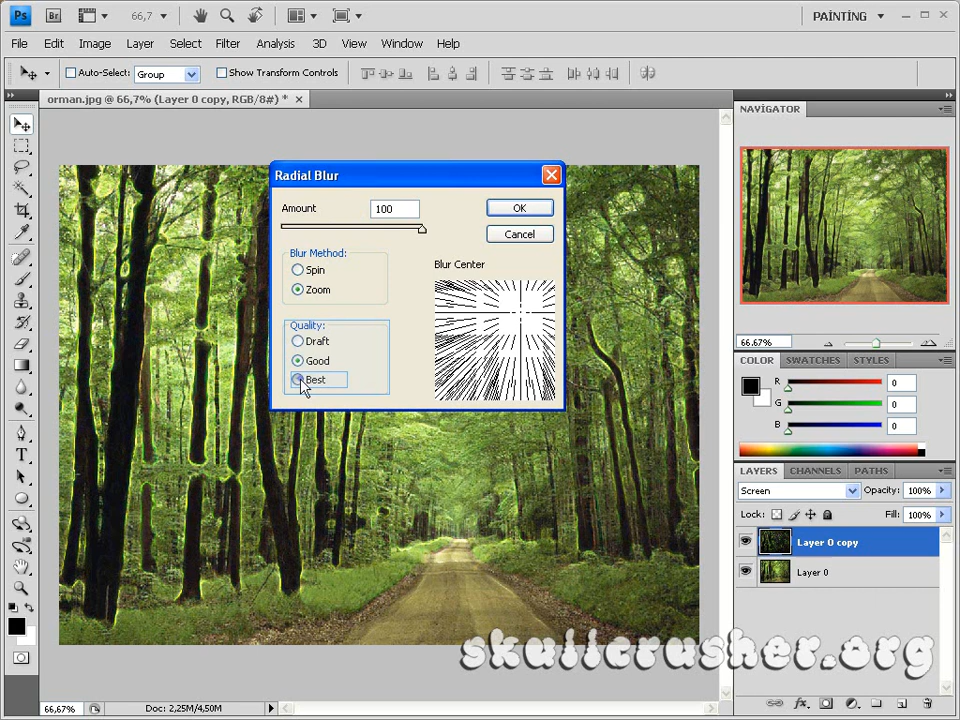 Ps Br 66,7 PAİNTİNG
File Edit Image Layer Select Filter Analysis 3D View Window Help
Auto-Select: Group Show Transform Controls
orman.jpg @ 66,7% (Layer 0 copy, RGB/8#) *
NAVİGATOR
Radial Blur
Amount 100 OK
Cancel
Blur Method:
Spin
Zoom
Blur Center
Quality:
Draft
Good
Best
66.67%
COLOR SWATCHES STYLES
R 0
G 0
B 0
LAYERS CHANNELS PATHS
Screen Opacity: 100%
Lock: Fill: 100%
Layer 0 copy
Layer 0
skullcrusher.org
66,67% Doc: 2,25M/4,50M